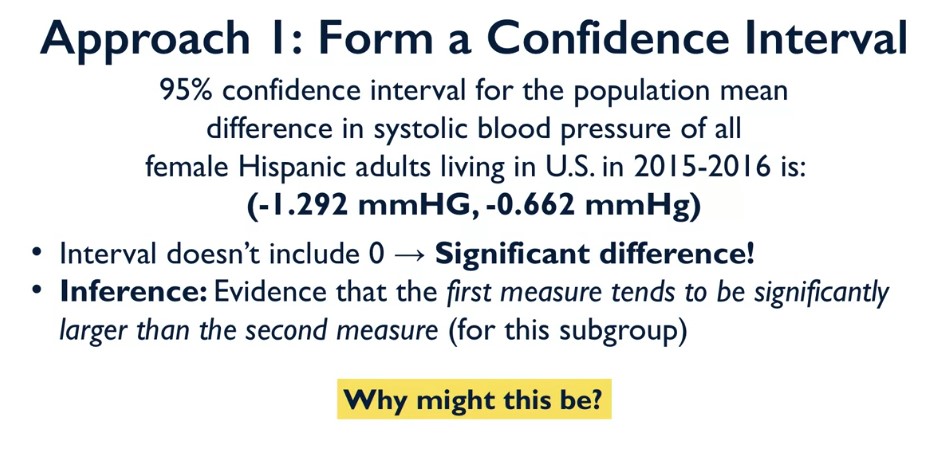 Approach 1: Form a Confidence Interval
95% confidence interval for the population mean
difference in systolic blood pressure of all
female Hispanic adults living in U.S. in 2015-2016 is:
(-1.292 mmHG, -0.662 mmHg)
• Interval doesn't include 0 → Significant difference!
• Inference: Evidence that the first measure tends to be significantly
larger than the second measure (for this subgroup)
Why might this be?